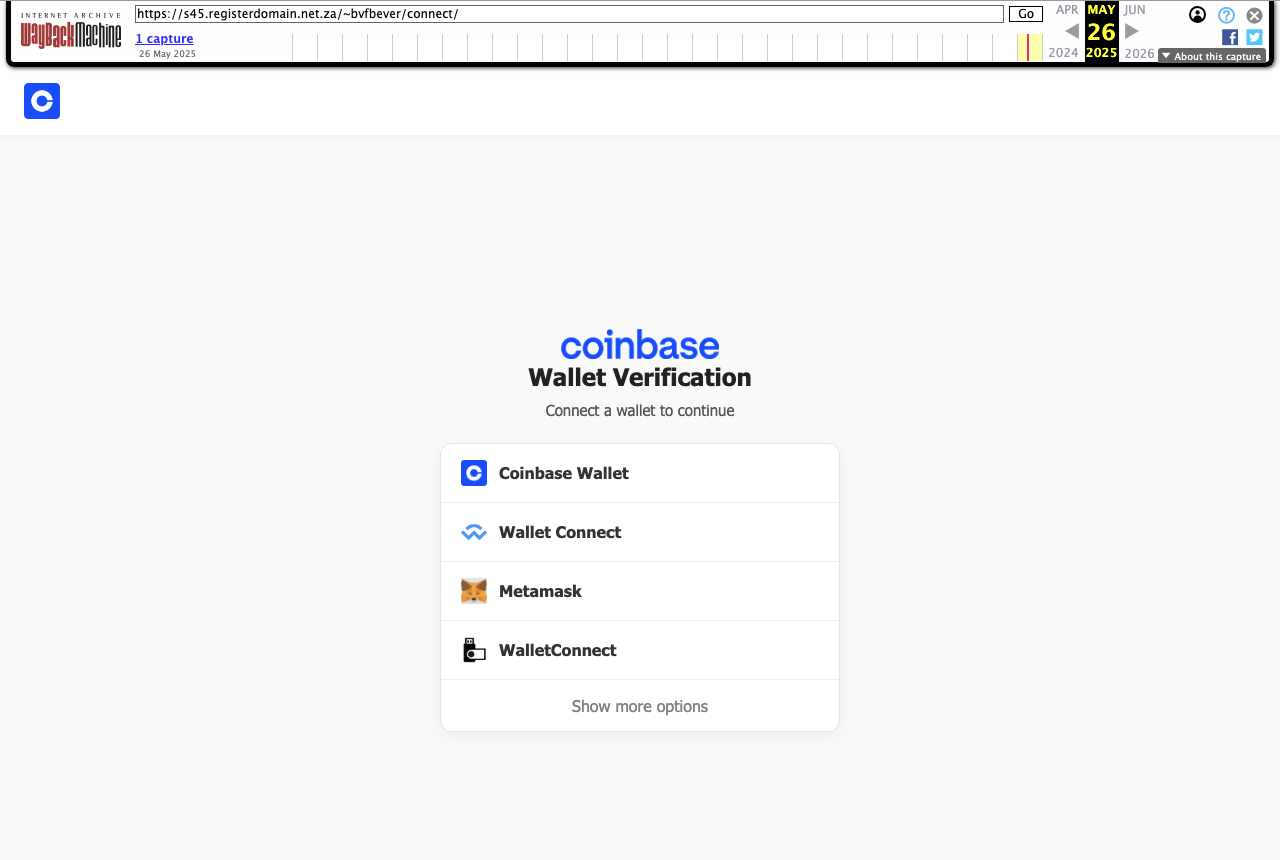 INTERNET ARCHIVE
WayBackMachine
https://s45.registerdomain.net.za/~bvfbever/connect/
Go
1 capture
26 May 2025
APR MAY JUN
26
2024 2025 2026
About this capture
coinbase
Wallet Verification
Connect a wallet to continue
Coinbase Wallet
Wallet Connect
Metamask
WalletConnect
Show more options